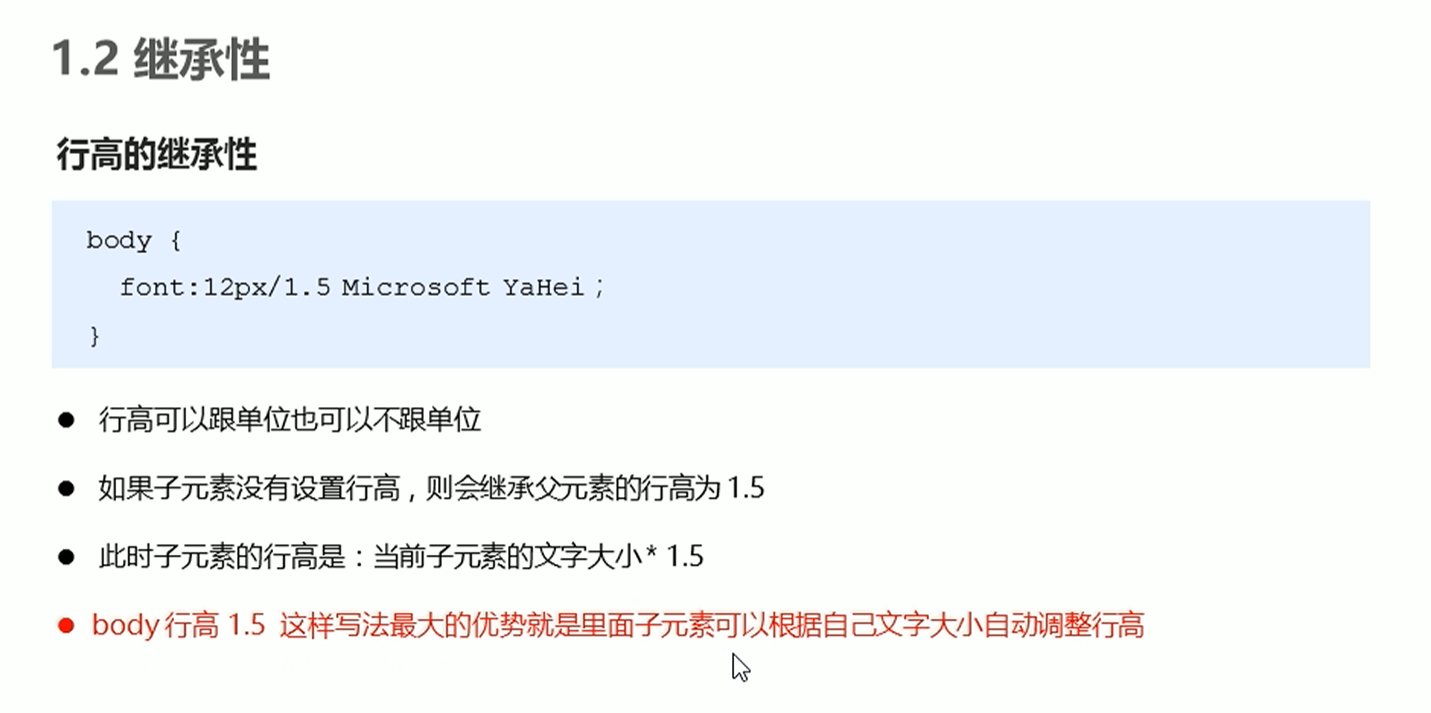 1.2 继承性
行高的继承性
body {
font:12px/1.5 Microsoft YaHei；
}
● 行高可以跟单位也可以不跟单位
● 如果子元素没有设置行高，则会继承父元素的行高为 1.5
● 此时子元素的行高是：当前子元素的文字大小* 1.5
● body 行高 1.5 这样写法最大的优势就是里面子元素可以根据自己文字大小自动调整行高